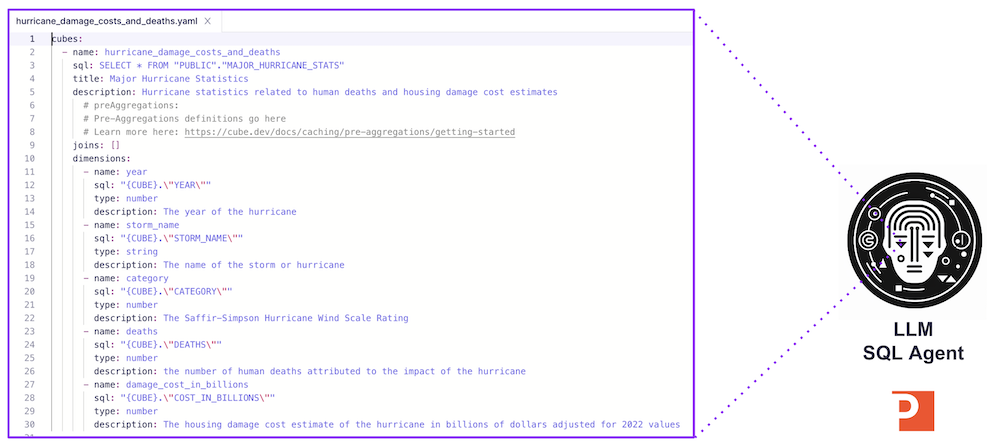 hurricane_damage_costs_and_deaths.yaml X
1 cubes:
2 - name: hurricane_damage_costs_and_deaths
3 sql: SELECT * FROM "PUBLIC"."MAJOR_HURRICANE_STATS"
4 title: Major Hurricane Statistics
5 description: Hurricane statistics related to human deaths and housing damage cost estimates
6 # preAggregations:
7 # Pre-Aggregations definitions go here
8 # Learn more here: https://cube.dev/docs/caching/pre-aggregations/getting-started
9 joins: []
10 dimensions:
11 - name: year
12 sql: "{CUBE}.\"YEAR\""
13 type: number
14 description: The year of the hurricane
15 - name: storm_name
16 sql: "{CUBE}.\"STORM_NAME\""
17 type: string
18 description: The name of the storm or hurricane
19 - name: category
20 sql: "{CUBE}.\"CATEGORY\""
21 type: number
22 description: The Saffir-Simpson Hurricane Wind Scale Rating
23 - name: deaths
24 sql: "{CUBE}.\"DEATHS\""
25 type: number
26 description: the number of human deaths attributed to the impact of the hurricane
27 - name: damage_cost_in_billions
28 sql: "{CUBE}.\"COST_IN_BILLIONS\""
29 type: number
30 description: The housing damage cost estimate of the hurricane in billions of dollars adjusted for 2022 values
LLM
SQL Agent
P